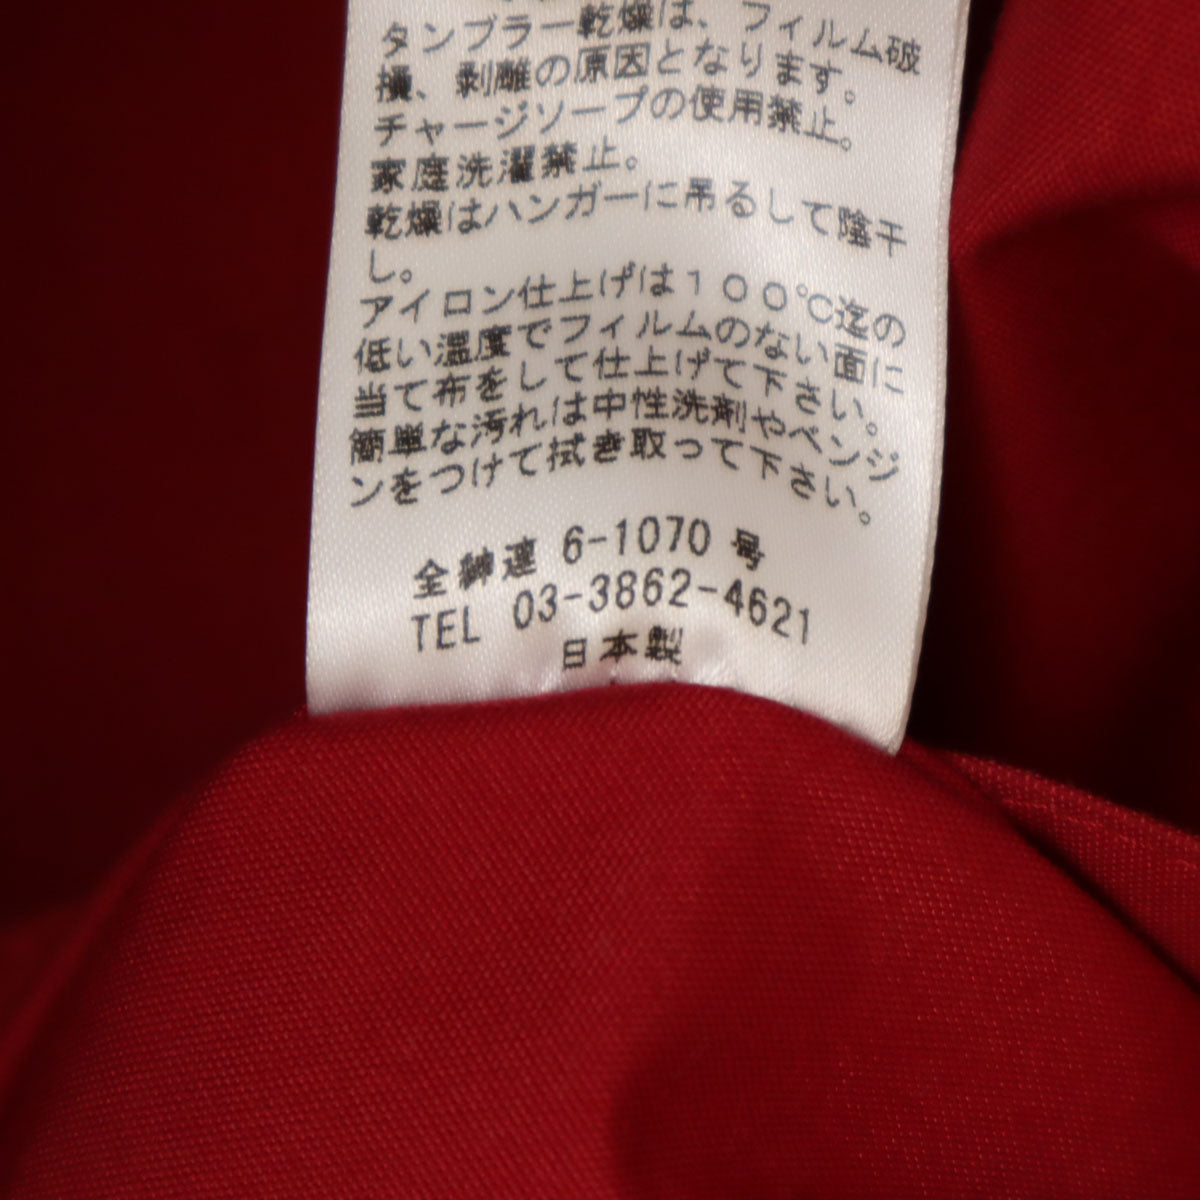 タンブラー乾燥は、フィルム破
損、剥離の原因となります。
チャージソープの使用禁止。
家庭洗濯禁止。
乾燥はハンガーに吊るして陰干
し。
アイロン仕上げは１００℃迄の
低い温度でフィルムのない面に
当て布をして仕上げて下さい。
簡単な汚れは中性洗剤やベンジ
ンをつけて拭き取って下さい。
全紳連 6-1070 号
TEL 03-3862-4621
日本製